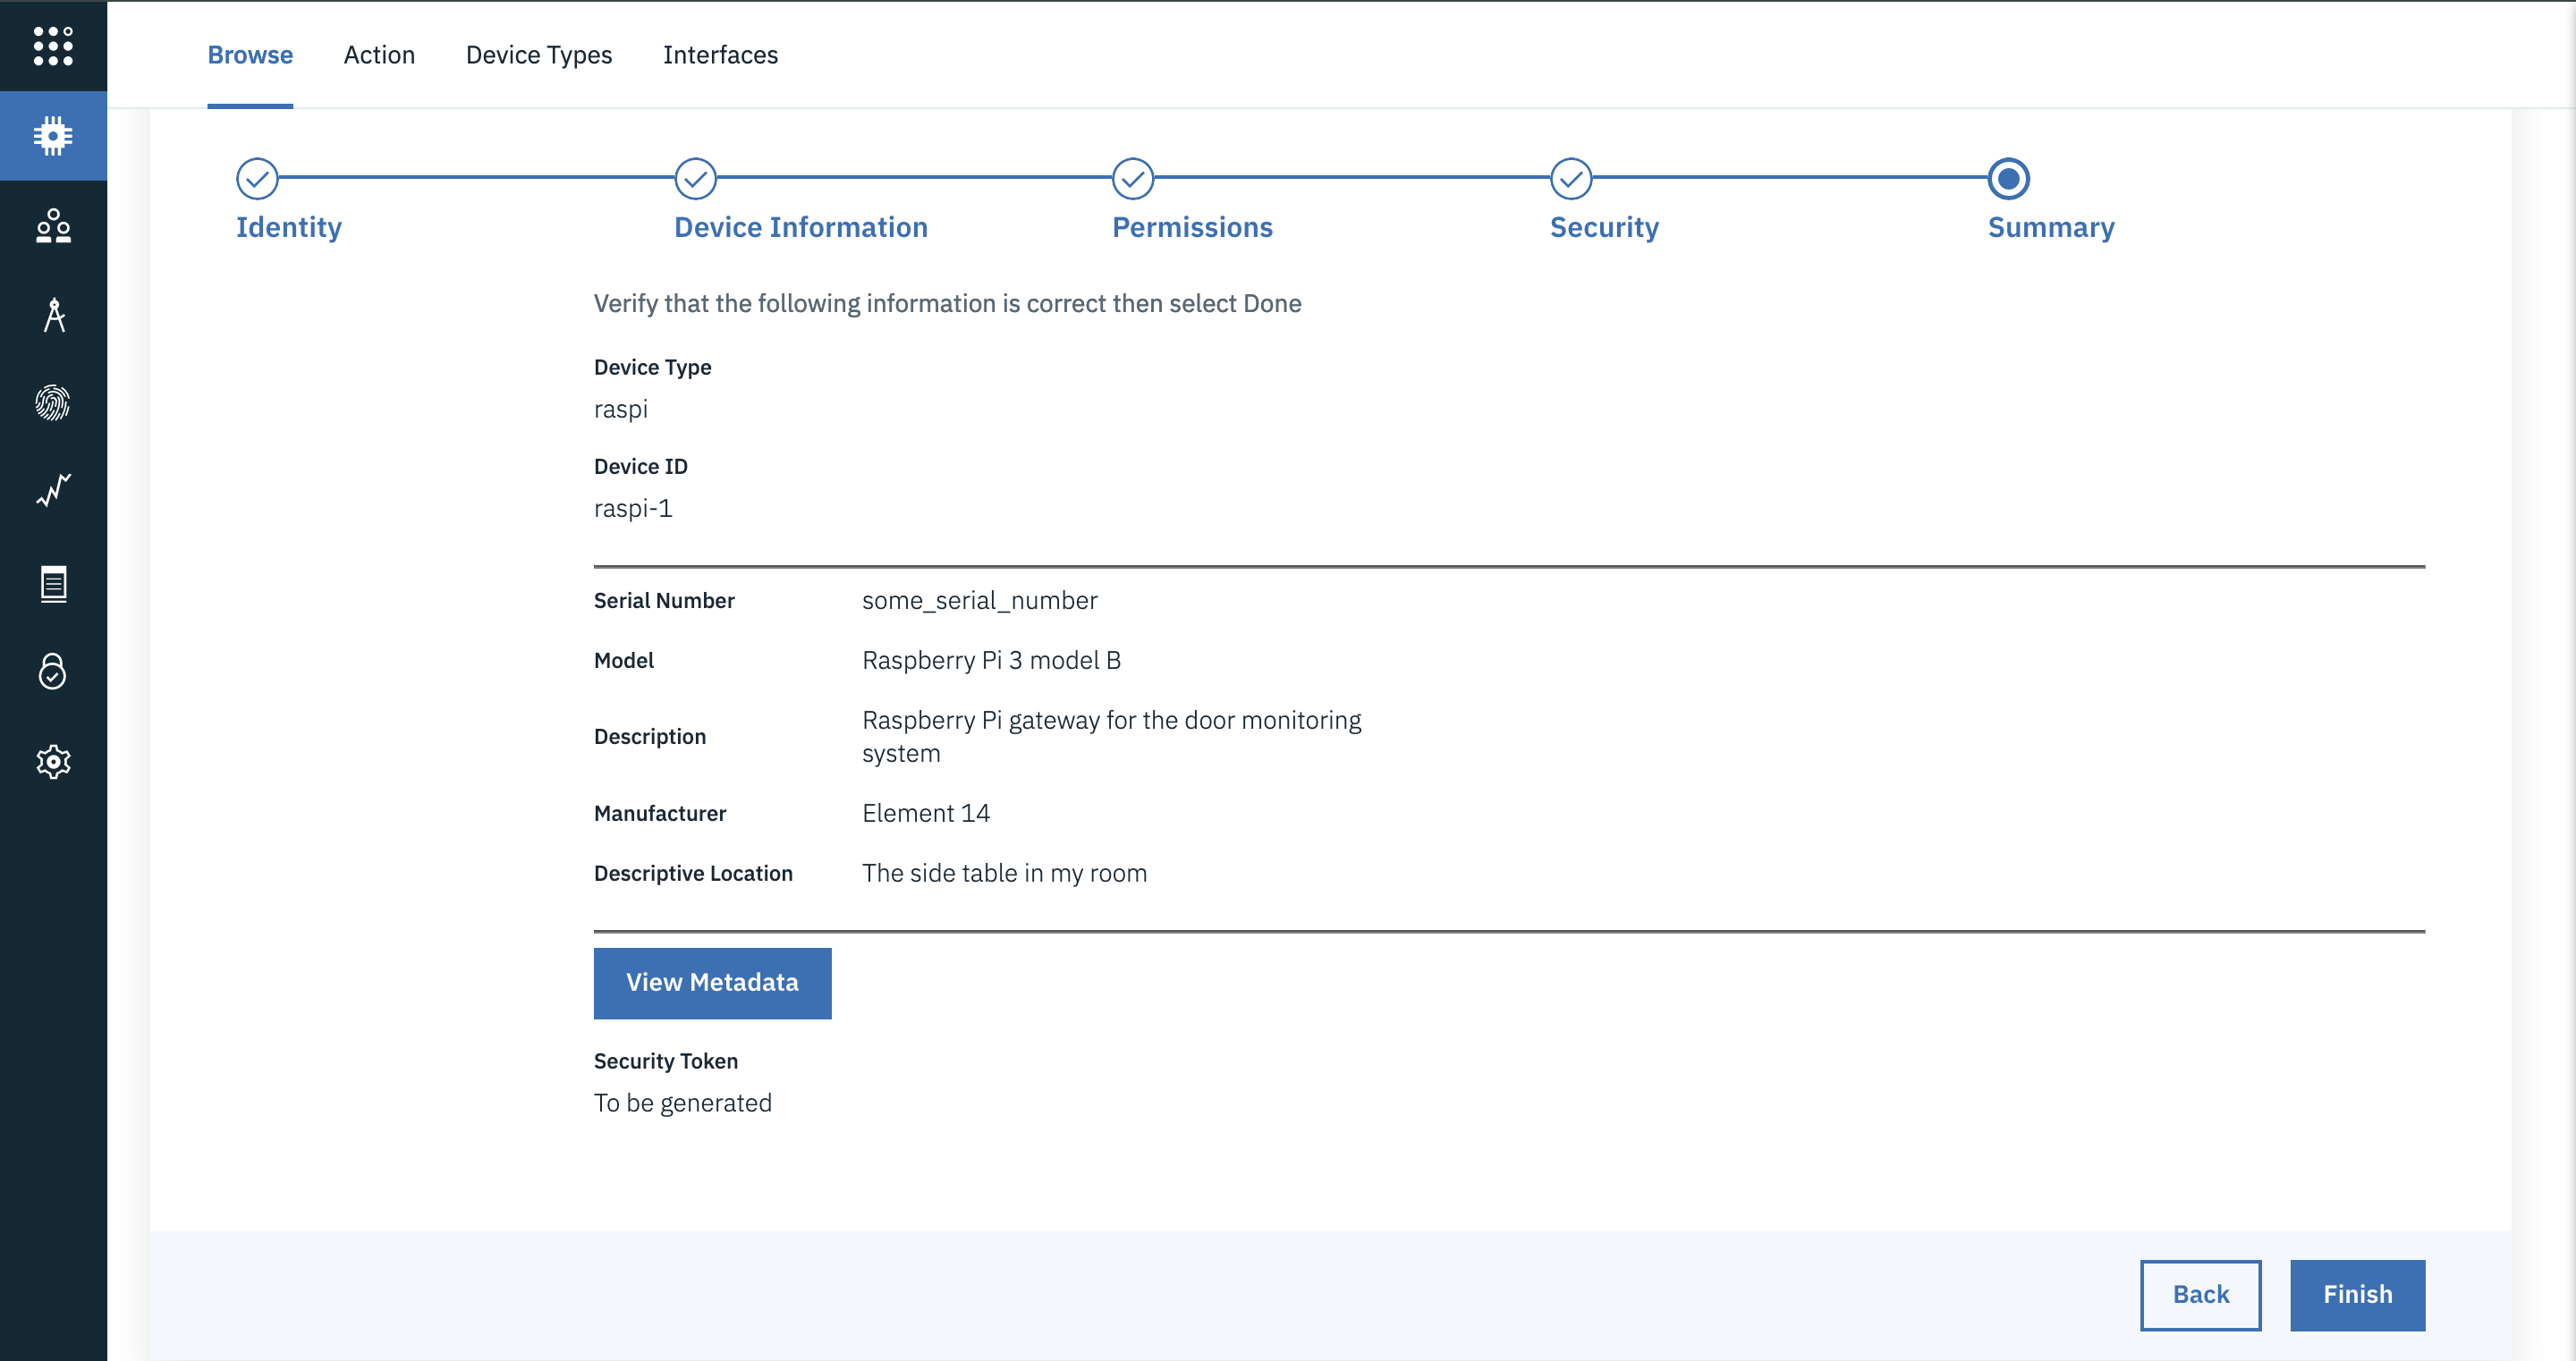 Browse Action Device Types Interfaces
Identity Device Information Permissions Security Summary
Verify that the following information is correct then select Done
Device Type
raspi
Device ID
raspi-1
Serial Number some_serial_number
Model Raspberry Pi 3 model B
Description Raspberry Pi gateway for the door monitoring
system
Manufacturer Element 14
Descriptive Location The side table in my room
View Metadata
Security Token
To be generated
Back Finish